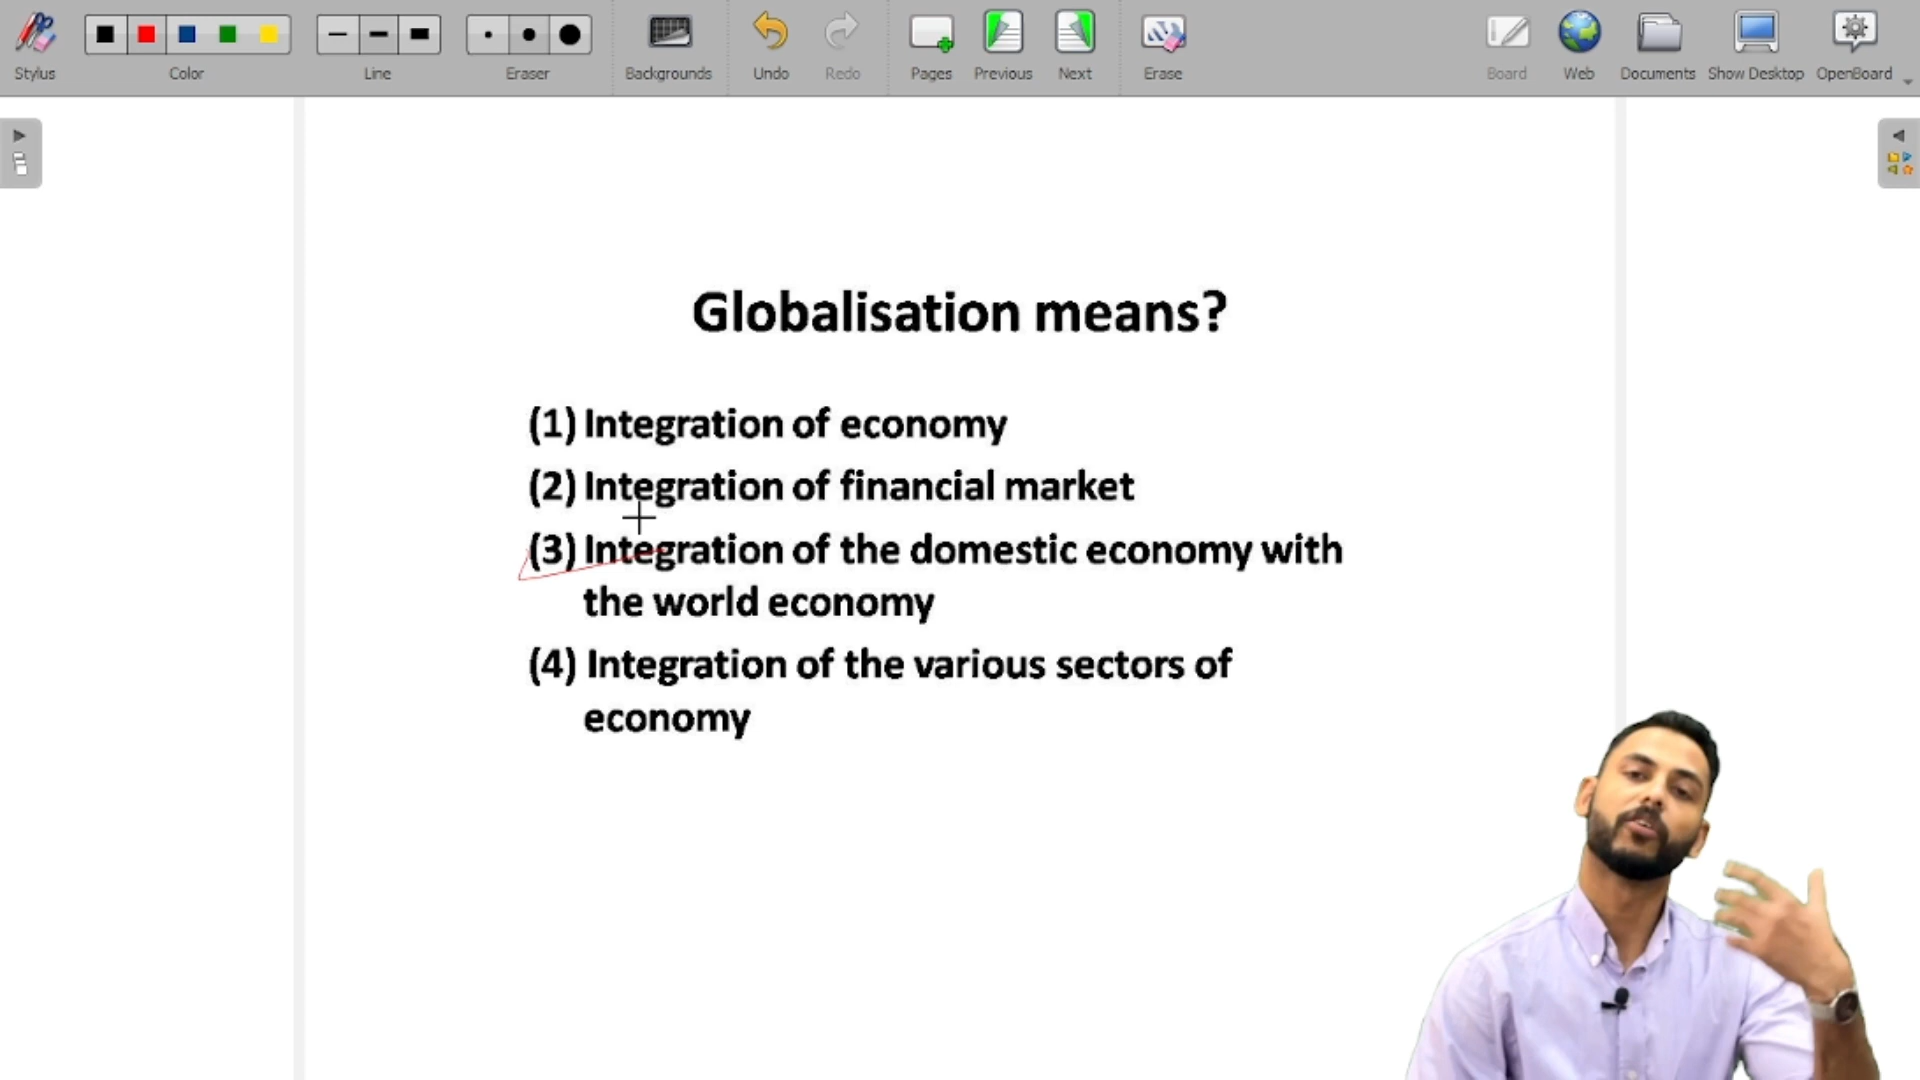 Stylus
Color
Line
Eraser
Backgrounds
Undo
Redo
Pages
Previous
Next
Erase
Board
Web
Documents
Show Desktop
OpenBoard
Globalisation means?
(1) Integration of economy
(2) Integration of financial market
(3) Integration of the domestic economy with
the world economy
(4) Integration of the various sectors of
economy